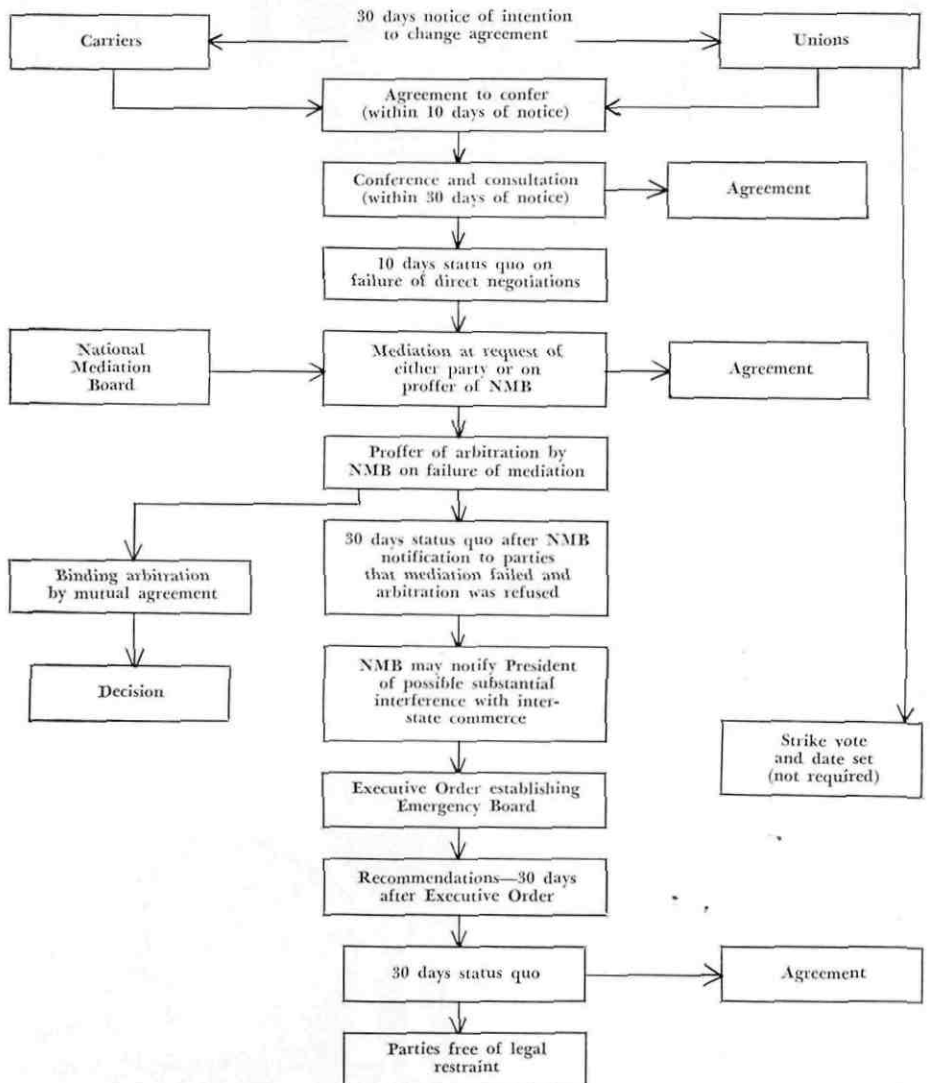 30 days notice of intention
to change agreement
Carriers
Unions
Agreement to confer
(within 10 days of notice)
Conference and consultation
(within 30 days of notice)
Agreement
10 days status quo on
failure of direct negotiations
National
Mediation
Board
Mediation at request of
either party or on
proffer of NMB
Agreement
Proffer of arbitration by
NMB on failure of mediation
Binding arbitration
by mutual agreement
30 days status quo after NMB
notification to parties
that mediation failed and
arbitration was refused
Decision
NMB may notify President
of possible substantial
interference with inter-
state commerce
Strike vote
and date set
(not required)
Executive Order establishing
Emergency Board
Recommendations—30 days
after Executive Order
30 days status quo
Agreement
Parties free of legal
restraint